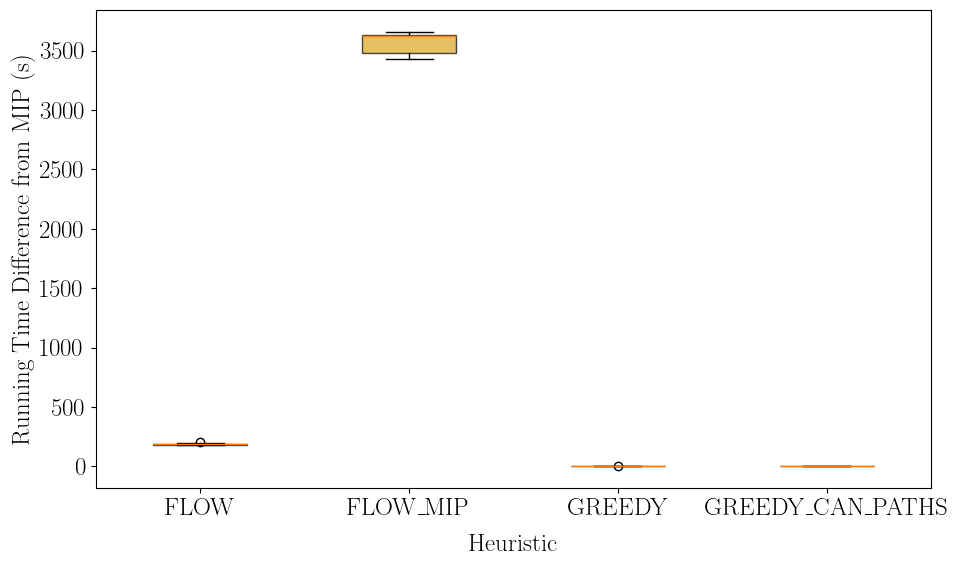 Running Time Difference from MIP (s)
3500
3000
2500
2000
1500
1000
500
0
FLOW FLOW_MIP GREEDY GREEDY_CAN_PATHS
Heuristic